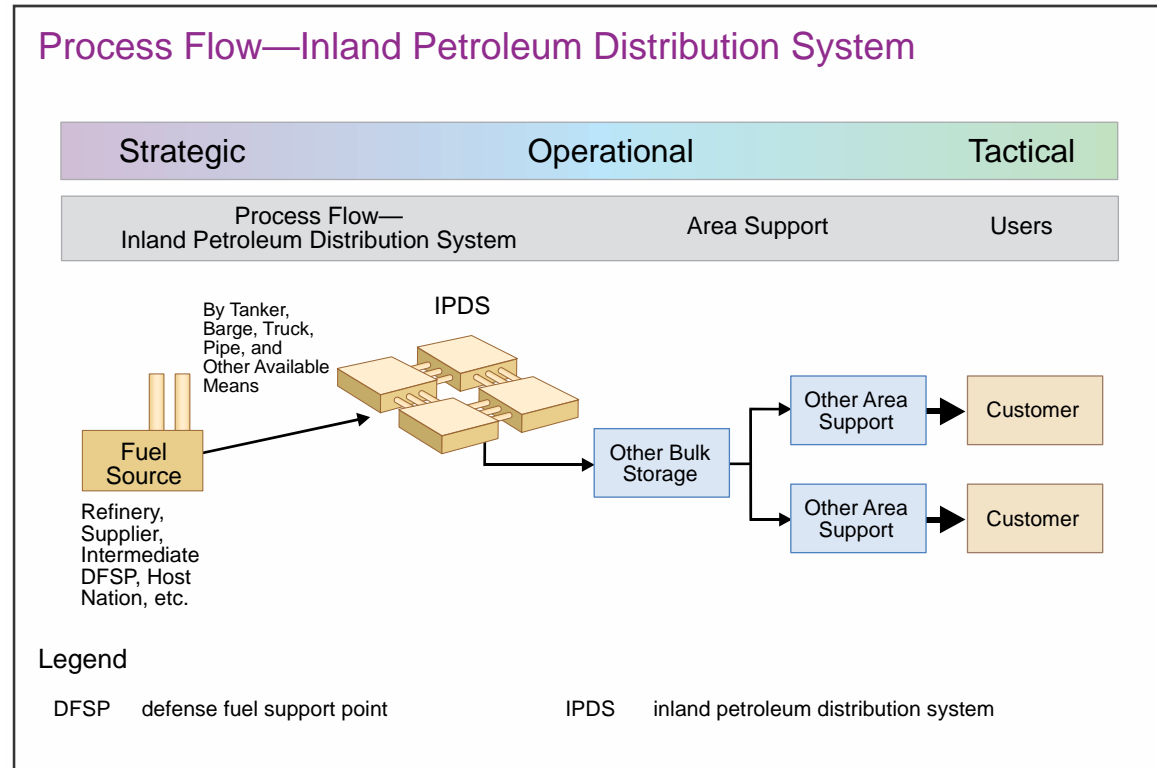 Process Flow—Inland Petroleum Distribution System
Strategic
Operational
Tactical
Process Flow—
Inland Petroleum Distribution System
Area Support
Users
By Tanker,
Barge, Truck,
Pipe, and
Other Available
Means
IPDS
Fuel
Source
Refinery,
Supplier,
Intermediate
DFSP, Host
Nation, etc.
Other Bulk
Storage
Other Area
Support
Customer
Other Area
Support
Customer
Legend
DFSP defense fuel support point
IPDS inland petroleum distribution system